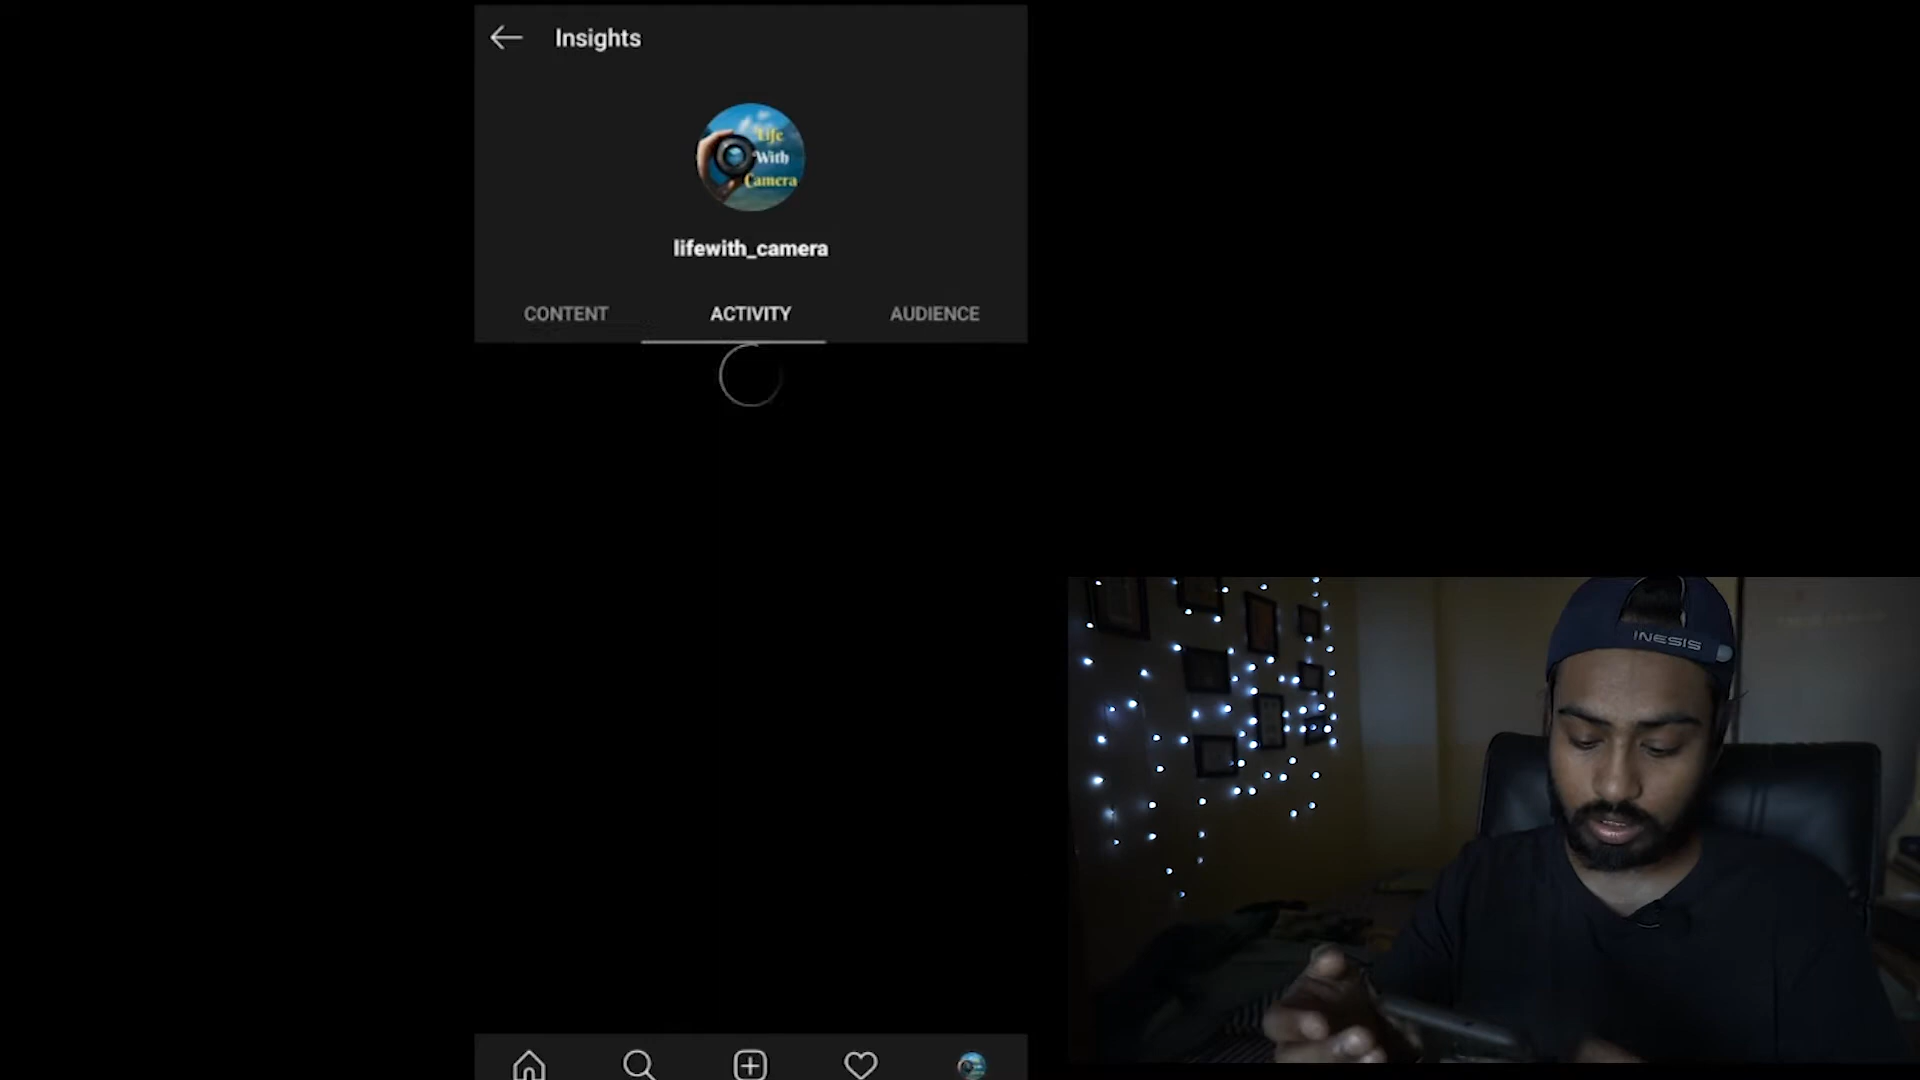 Insights
Life
With
Camera
lifewith_camera
CONTENT ACTIVITY AUDIENCE
INESIS